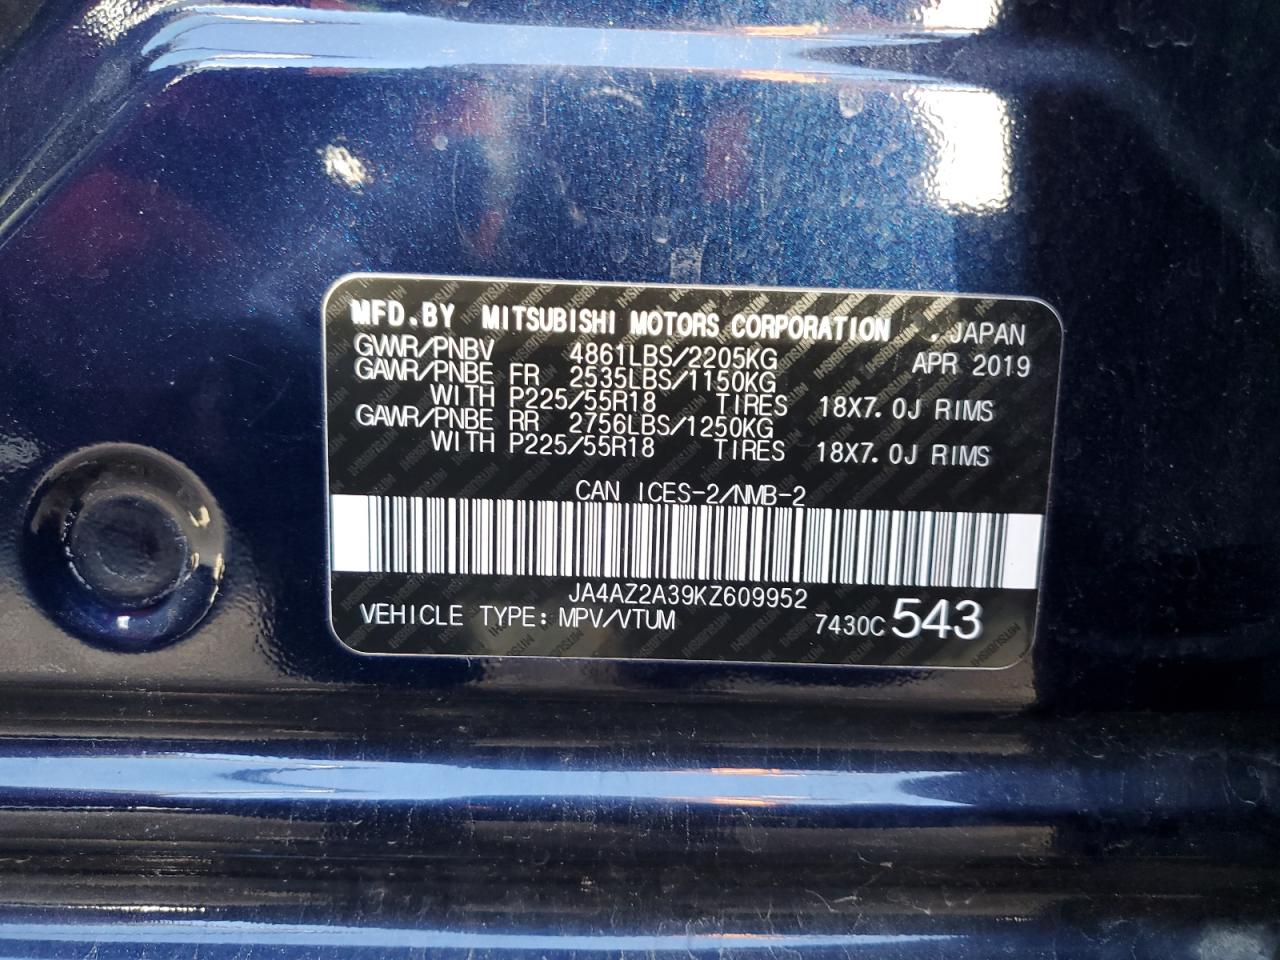 MFD.BY MITSUBISHI MOTORS CORPORATION , JAPAN
GWWR/PNBV 4861LBS/2205KG APR 2019
GAWR/PNBE FR 2535LBS/1150KG
WITH P225/55R18 TIRES 18X7.0J RIMS
GAWR/PNBE RR 2756LBS/1250KG
WITH P225/55R18 TIRES 18X7.0J RIMS
CAN ICES-2/NMB-2
JA4AZ2A39KZ609952
VEHICLE TYPE: MPV/VTUM 7430C 543